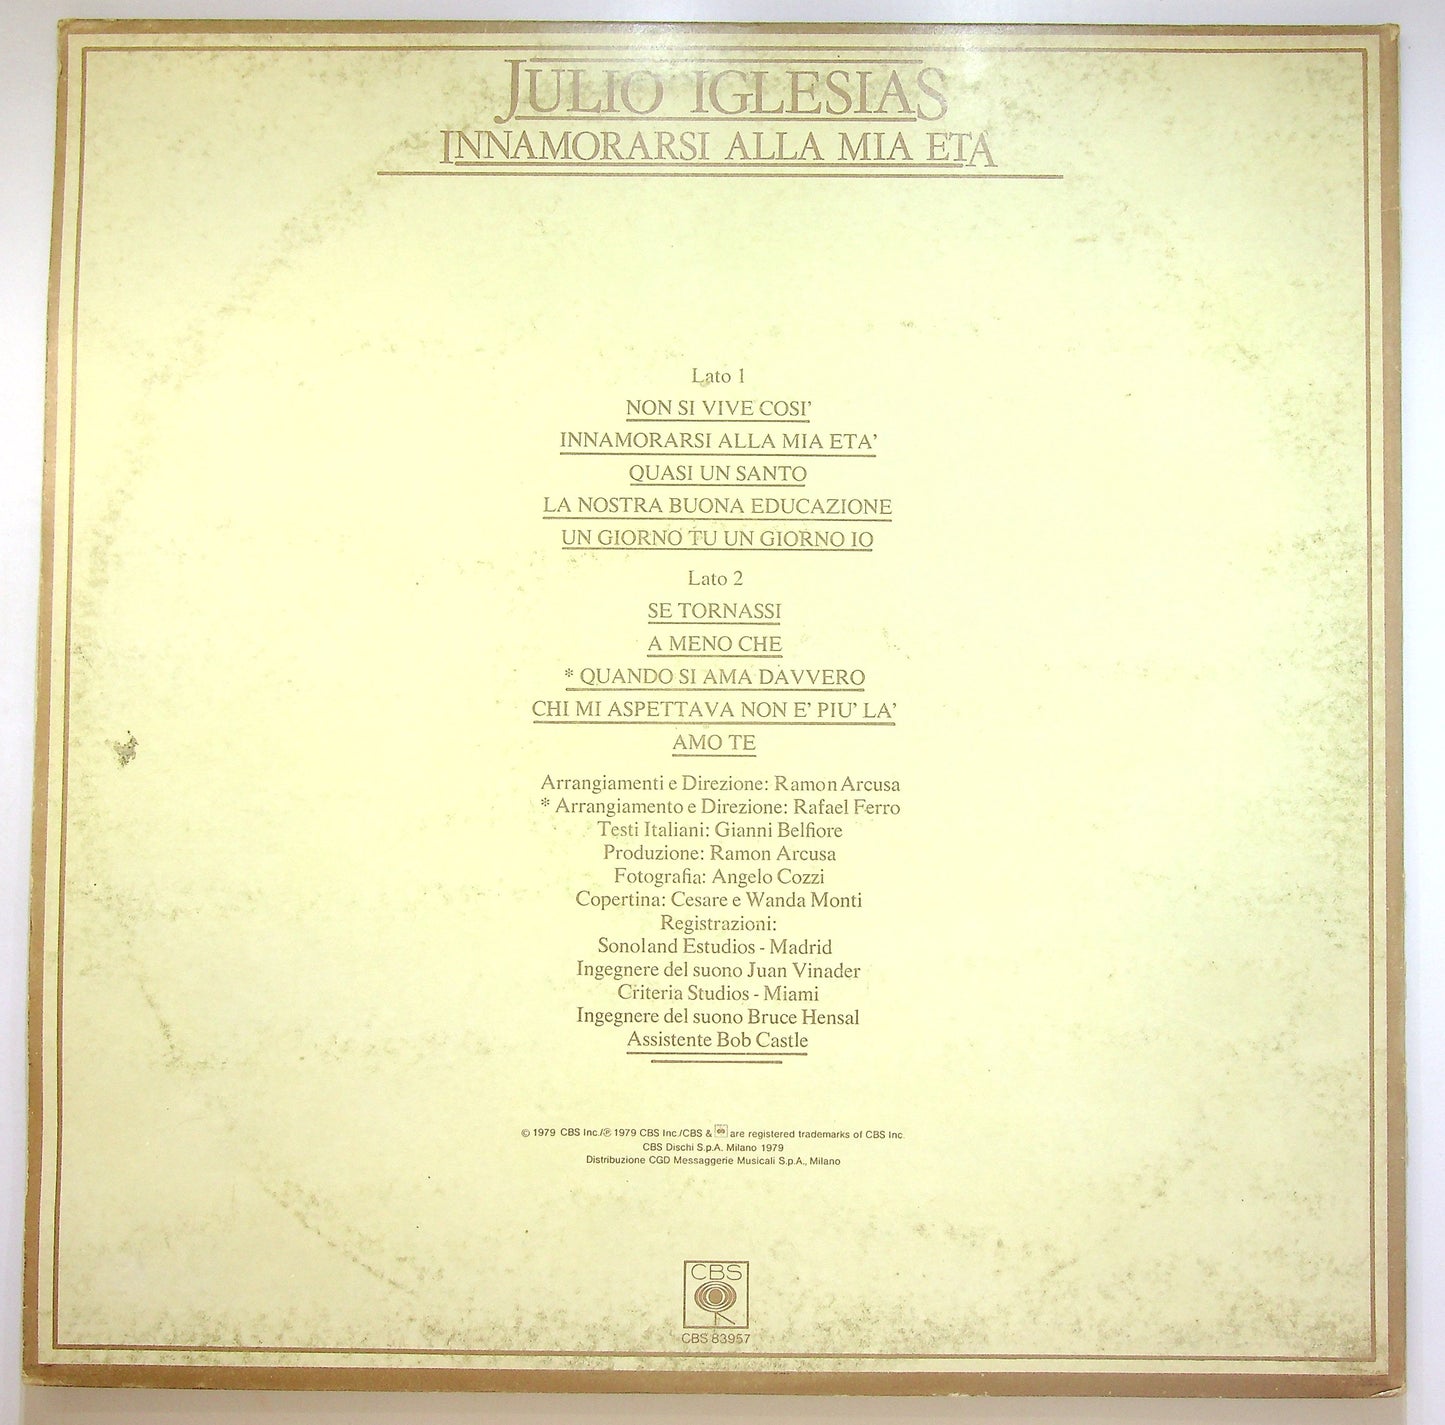 JULIO IGLESIAS
INNAMORARSI ALLA MIA ETÀ
Lato 1
NON SI VIVE COSI'
INNAMORARSI ALLA MIA ETA'
QUASI UN SANTO
LA NOSTRA BUONA EDUCAZIONE
UN GIORNO TU UN GIORNO IO
Lato 2
SE TORNASSI
A MENO CHE
* QUANDO SI AMA DAVVERO
CHI MI ASPETTAVA NON E' PIU' LA'
AMO TE
Arrangiamenti e Direzione: Ramon Arcusa
* Arrangiamento e Direzione: Rafael Ferro
Testi Italiani: Gianni Belfiore
Produzione: Ramon Arcusa
Fotografia: Angelo Cozzi
Copertina: Cesare e Wanda Monti
Registrazioni:
Sonoland Estudios - Madrid
Ingegnere del suono Juan Vinader
Criteria Studios - Miami
Ingegnere del suono Bruce Hensal
Assistente Bob Castle
© 1979 CBS Inc./℗ 1979 CBS Inc./CBS & are registered trademarks of CBS Inc.
CBS Dischi S.p.A. Milano 1979
Distribuzione CGD Messaggerie Musicali S.p.A., Milano
CBS
CBS 83957